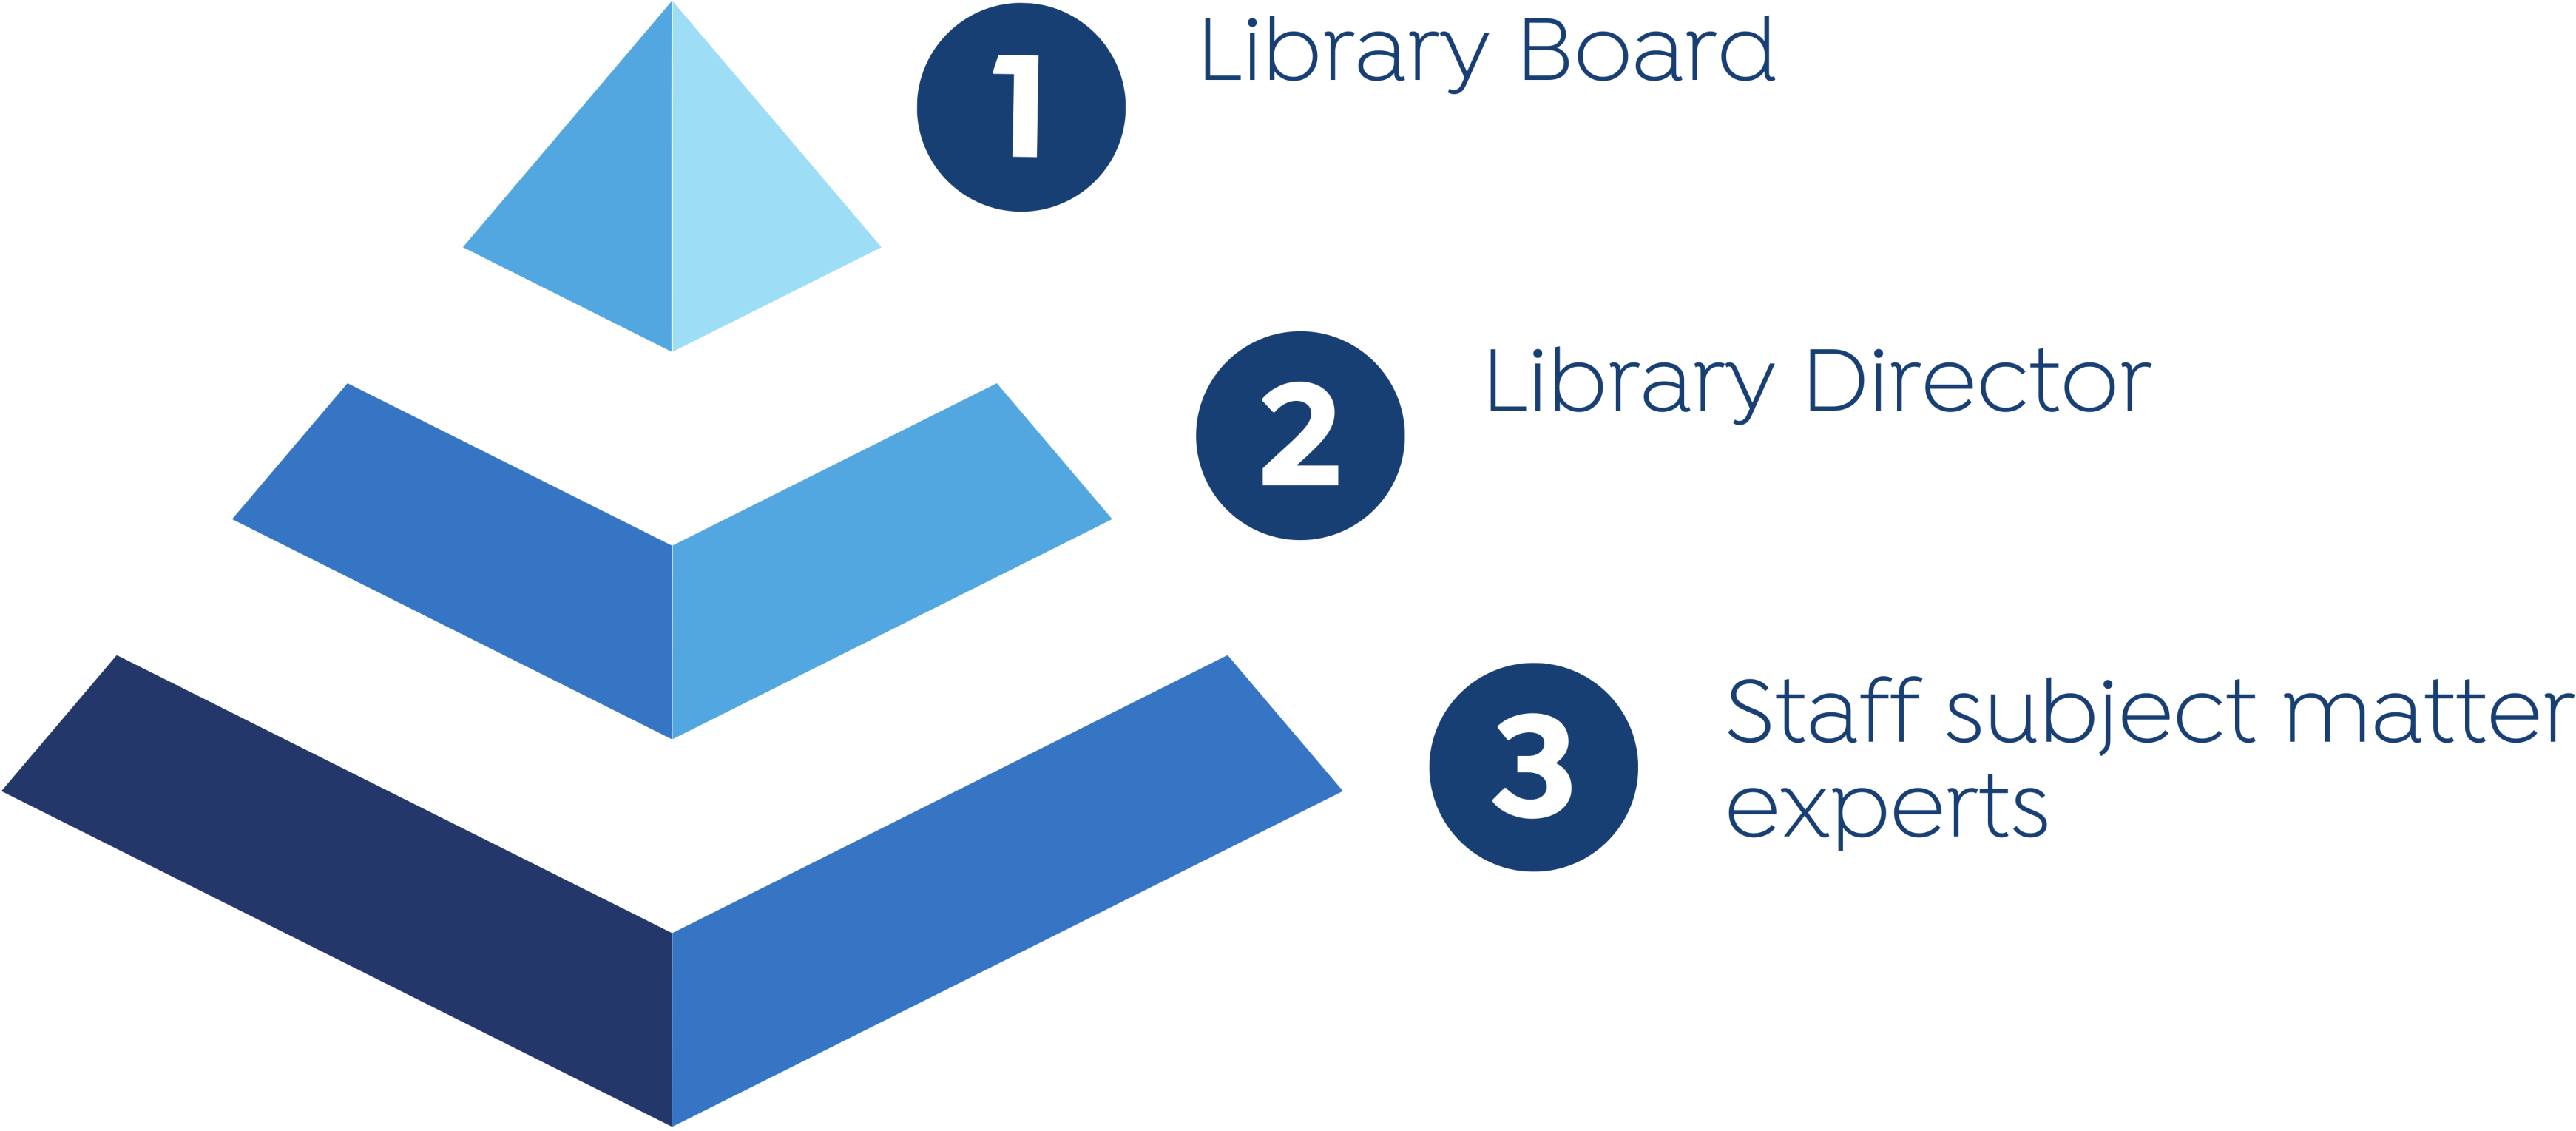 1
Library Board
2
Library Director
3
Staff subject matter
experts